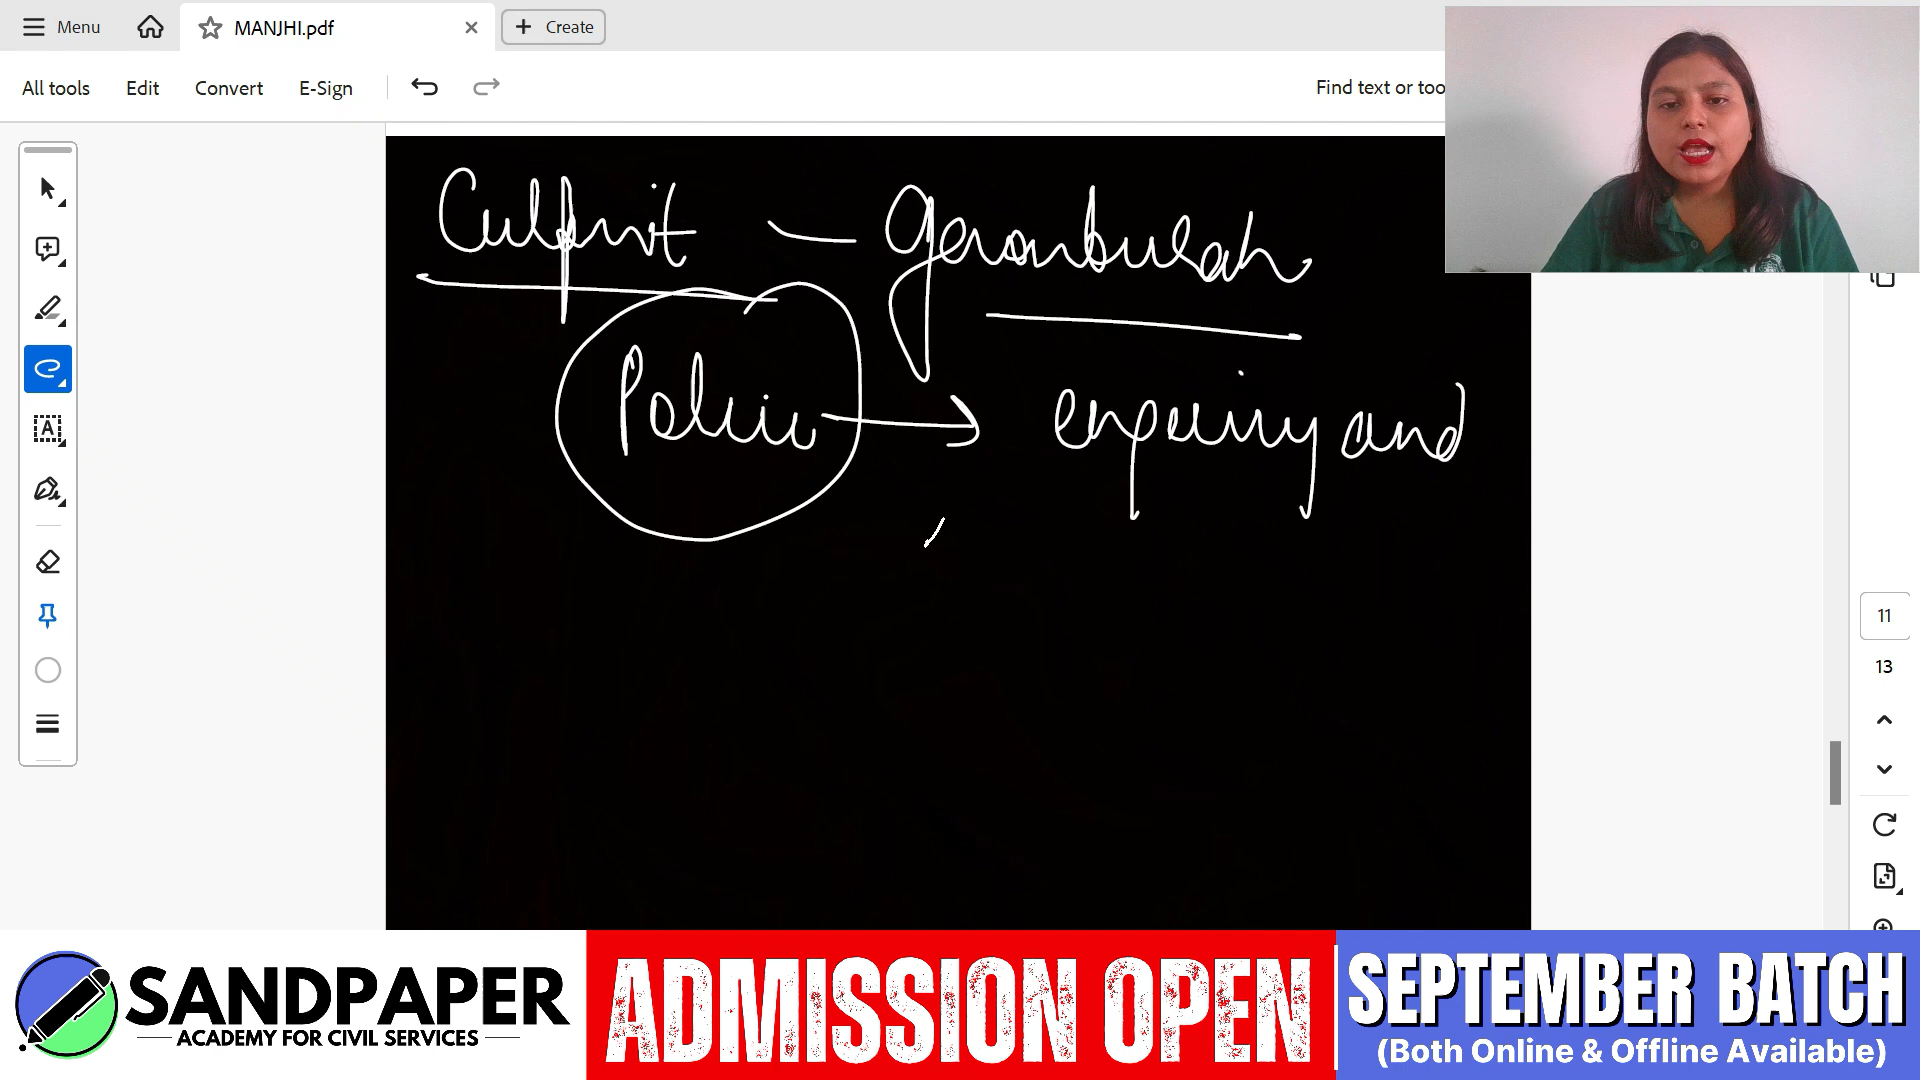 Menu MANJHI.pdf Create
All tools Edit Convert E-Sign Find text or too
Culprit –
Police → enquiry and
11
13
SANDPAPER
ACADEMY FOR CIVIL SERVICES
ADMISSION OPEN
SEPTEMBER BATCH
(Both Online & Offline Available)